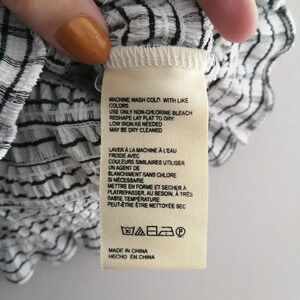 MACHINE WASH COLD WITH LIKE
COLORS
USE ONLY NON-CHLORINE BLEACH
RESHAPE LAY FLAT TO DRY
LOW IRON AS NEEDED
MAY BE DRY CLEANED
LAVER À LA MACHINE À L'EAU
FROIDE AVEC
COULEURS SIMILAIRES UTILISER
UN AGENT DE
BLANCHIMENT SANS CHLORE SI
NÉCESSAIRE
METTRE EN FORME ET SECHER À
PLATREPASSER, AU BESOIN, À TRÈS
BASSE TEMPÉRATURE
PEUT-ÊTRE ÊTRE NETTOYÉE SEC
MADE IN CHINA
HECHO EN CHINA